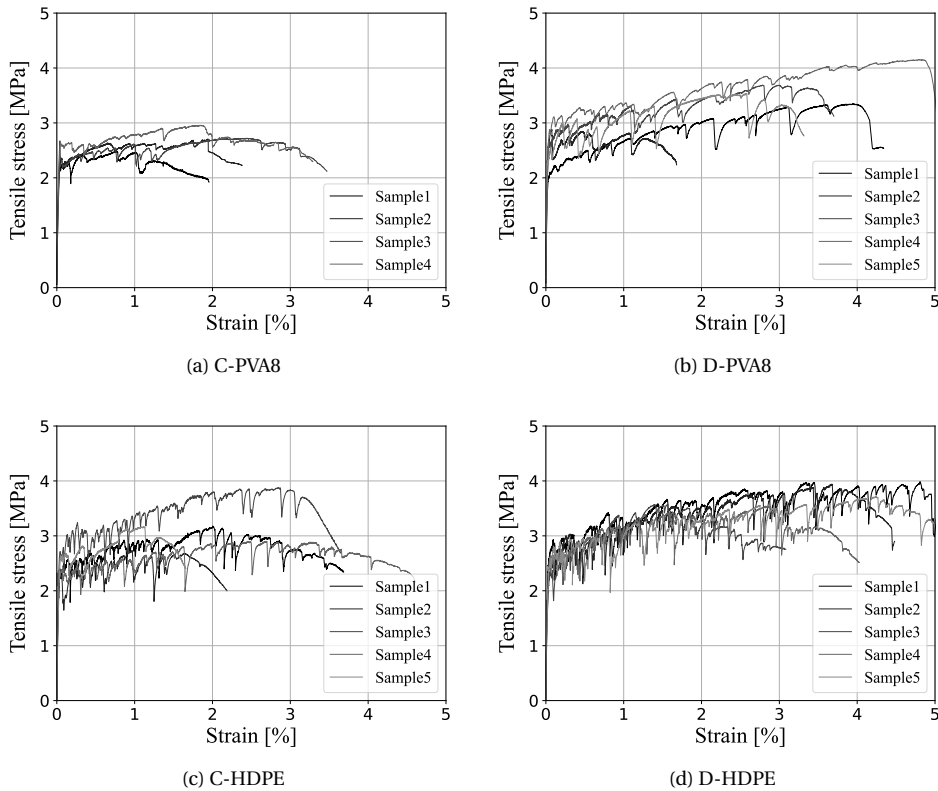 5
4
3
2
1
0
Tensile stress [MPa]
0 1 2 3 4 5
Strain [%]
Sample1
Sample2
Sample3
Sample4
(a) C-PVA8
5
4
3
2
1
0
Tensile stress [MPa]
0 1 2 3 4 5
Strain [%]
Sample1
Sample2
Sample3
Sample4
Sample5
(b) D-PVA8
5
4
3
2
1
0
Tensile stress [MPa]
0 1 2 3 4 5
Strain [%]
Sample1
Sample2
Sample3
Sample4
Sample5
(c) C-HDPE
5
4
3
2
1
0
Tensile stress [MPa]
0 1 2 3 4 5
Strain [%]
Sample1
Sample2
Sample3
Sample4
Sample5
(d) D-HDPE